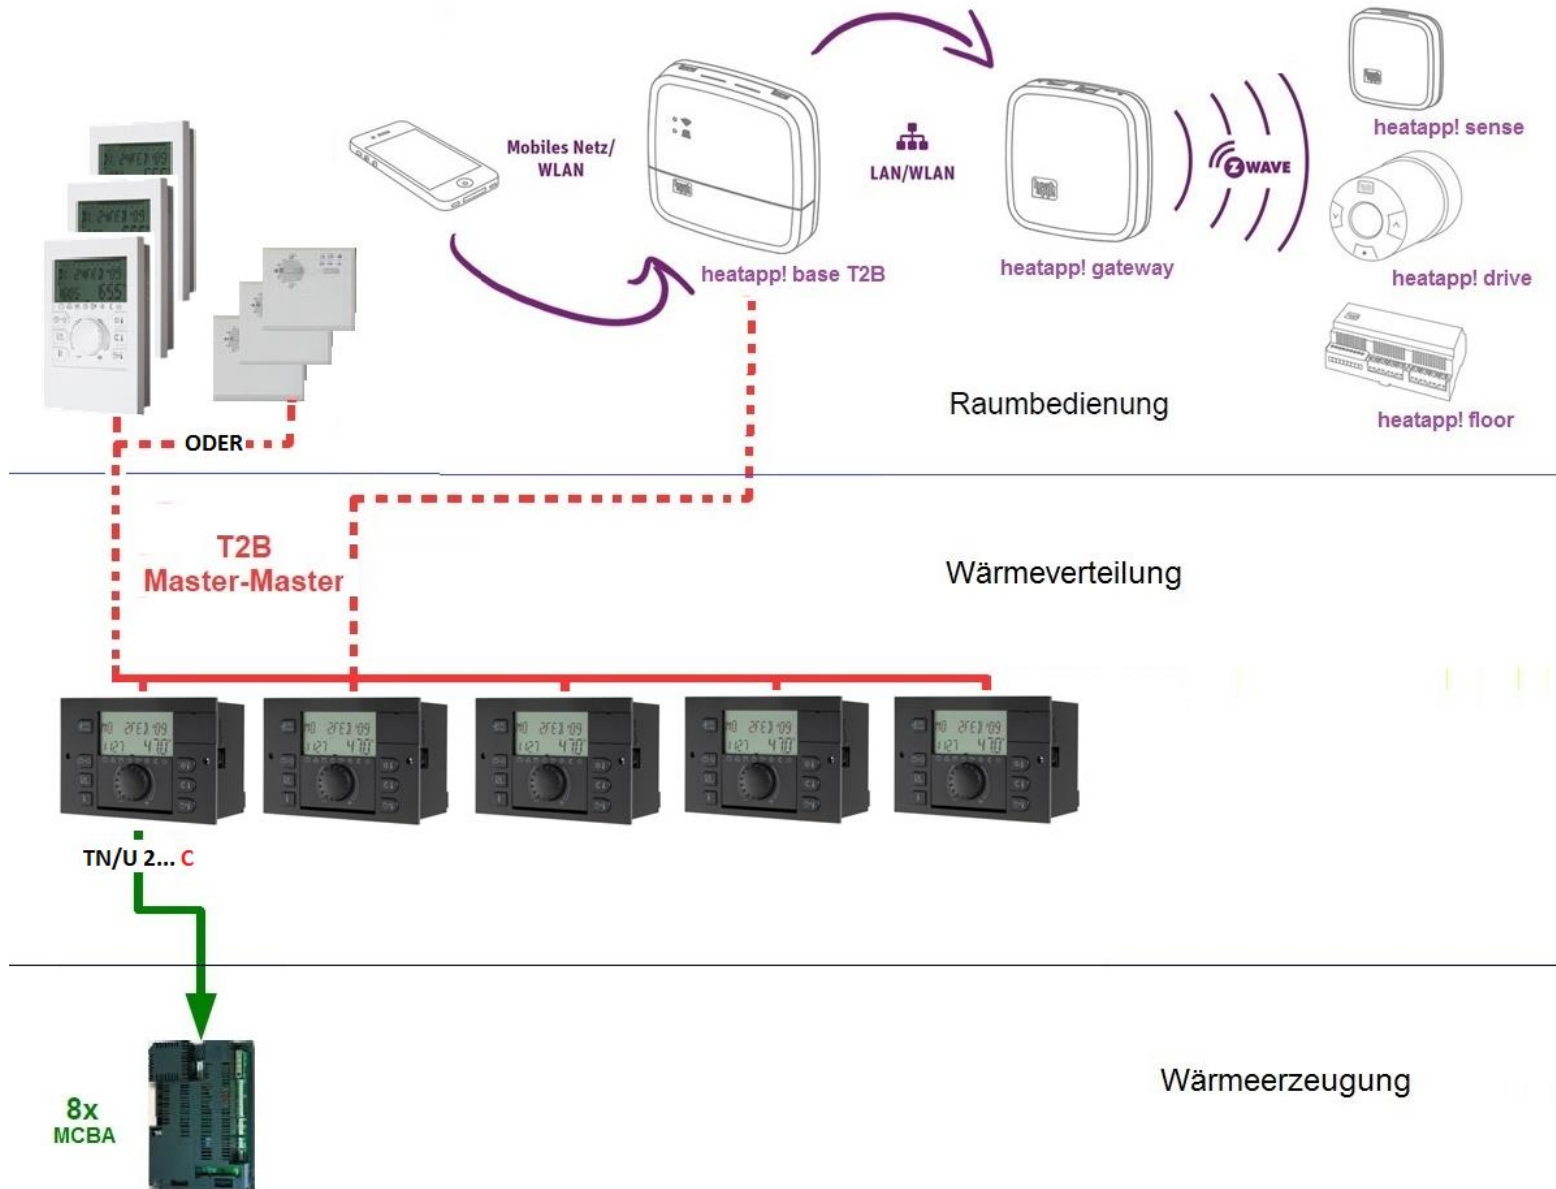 Mobiles Netz/
WLAN
LAN/WLAN
Z WAVE
heatapp! sense
heatapp! base T2B
heatapp! gateway
heatapp! drive
heatapp! floor
Raumbedienung
ODER
T2B
Master-Master
Wärmeverteilung
TN/U 2... C
Wärmeerzeugung
8x
MCBA